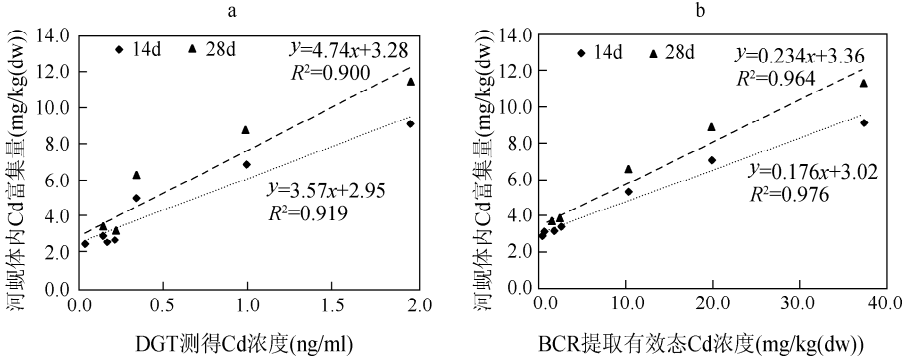 a
河蚬体内Cd富集量(mg/kg(dw))
14.0
12.0
10.0
8.0
6.0
4.0
2.0
0.0
14d
28d
y=4.74x+3.28
R²=0.900
y=3.57x+2.95
R²=0.919
0.0
0.5
1.0
1.5
2.0
DGT测得Cd浓度(ng/ml)
b
河蚬体内Cd富集量(mg/kg(dw))
14.0
12.0
10.0
8.0
6.0
4.0
2.0
0.0
14d
28d
y=0.234x+3.36
R²=0.964
y=0.176x+3.02
R²=0.976
0.0
10.0
20.0
30.0
40.0
BCR提取有效态Cd浓度(mg/kg(dw))